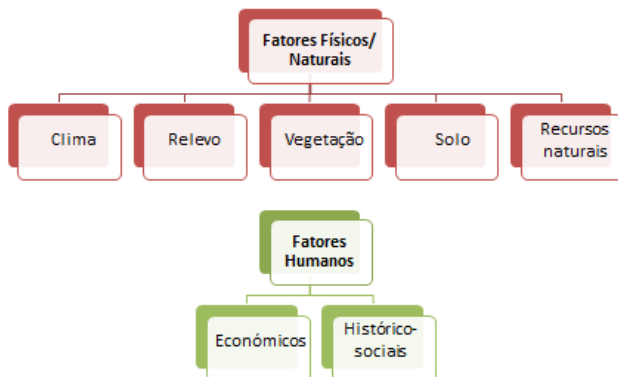 Fatores Físicos/
Naturais
Clima
Relevo
Vegetação
Solo
Recursos
naturais
Fatores
Humanos
Económicos
Histórico-
sociais